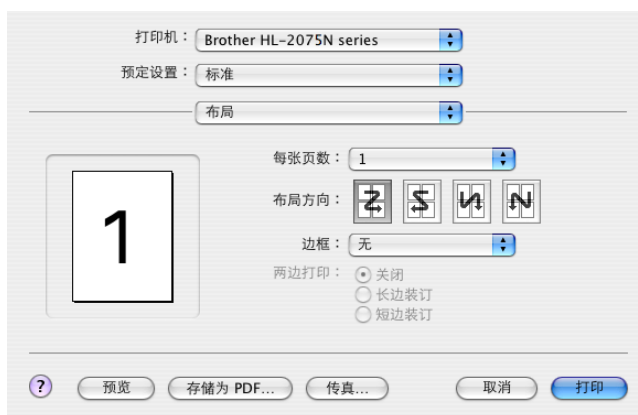 打印机： Brother HL-2075N series
预定设置： 标准
布局
每张页数： 1
布局方向：
边框： 无
两边打印： 关闭
长边装订
短边装订
1
? 预览 存储为 PDF... 传真... 取消 打印